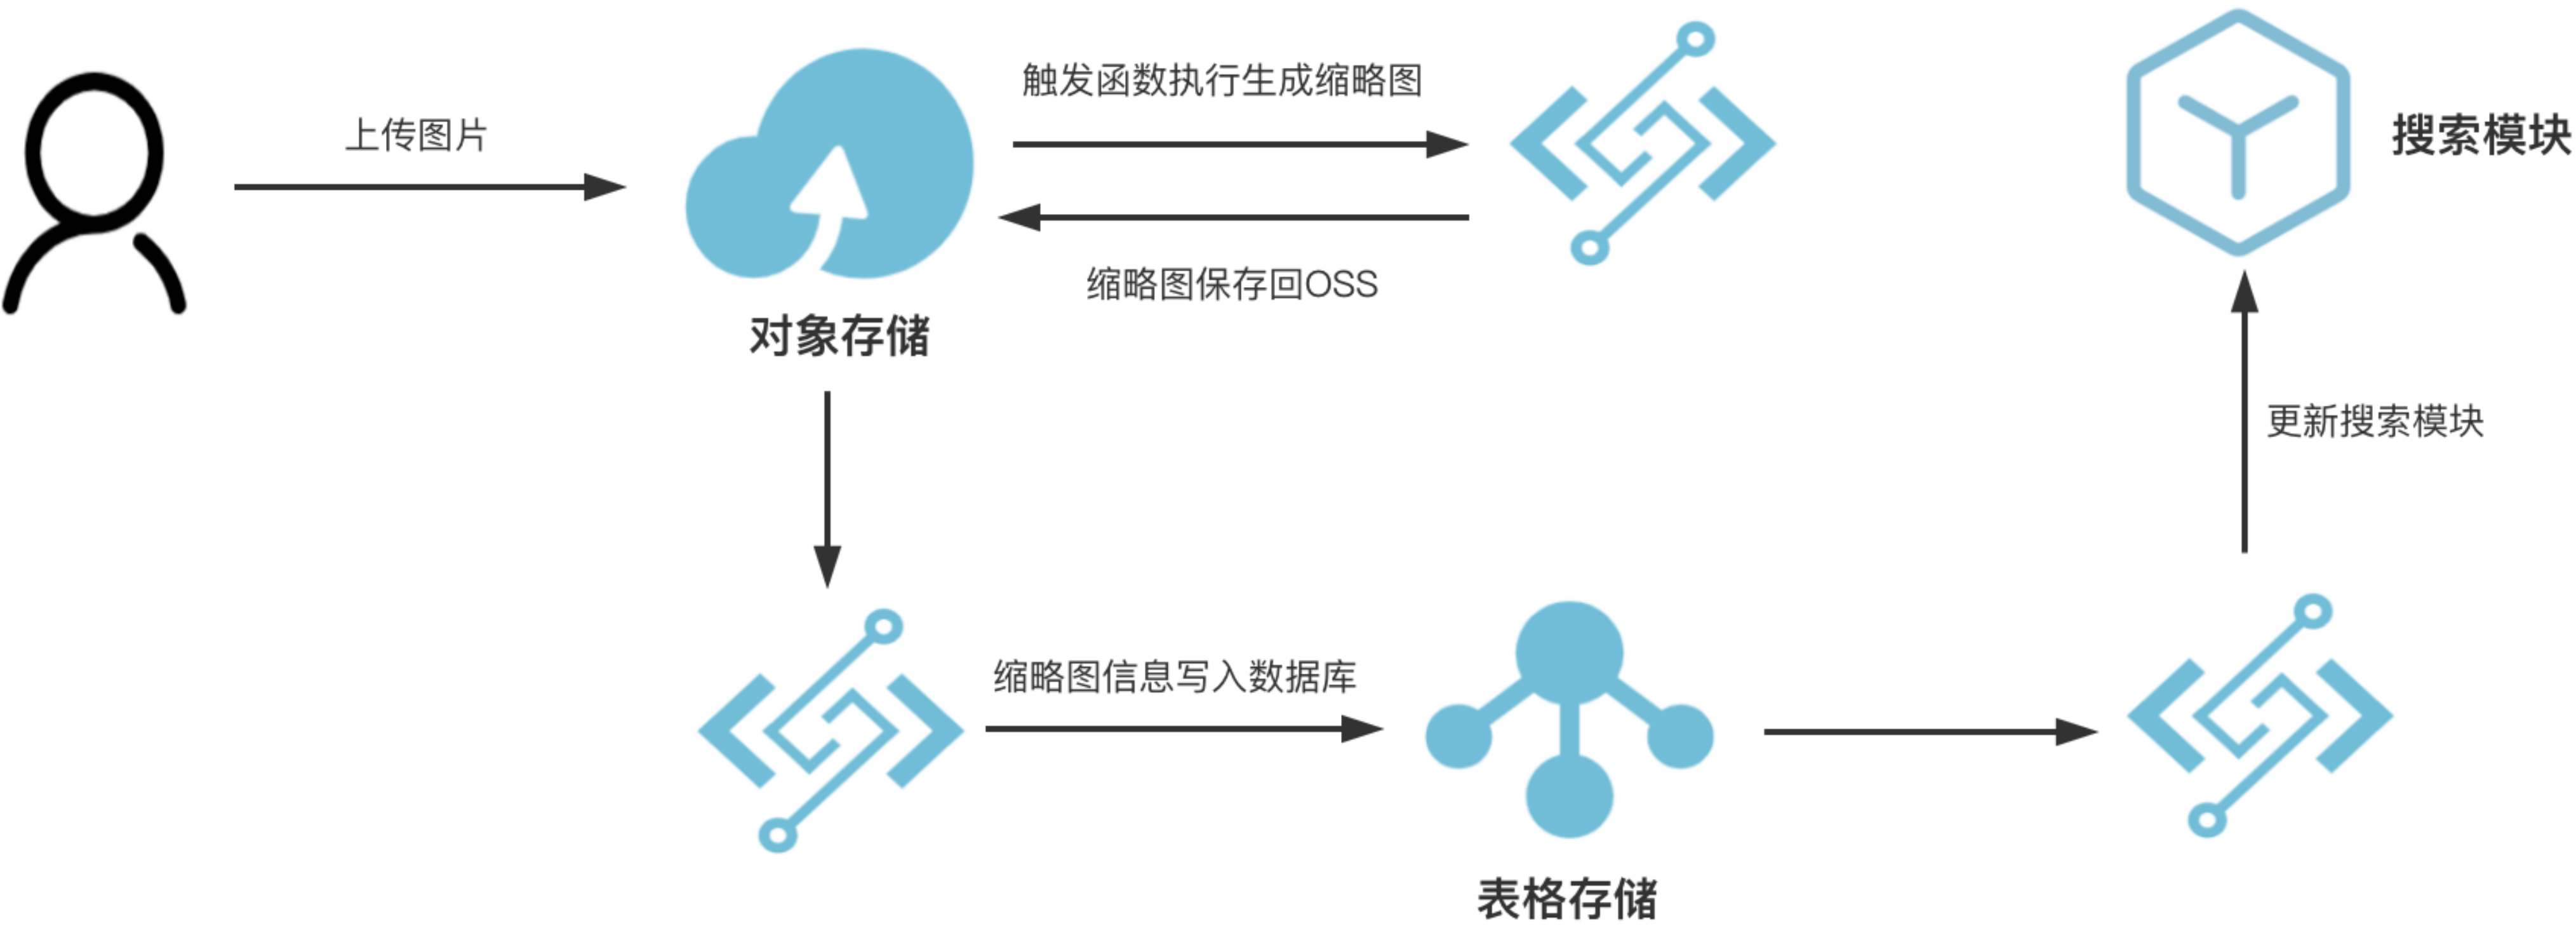 上传图片
触发函数执行生成缩略图
缩略图保存回OSS
对象存储
搜索模块
更新搜索模块
缩略图信息写入数据库
表格存储